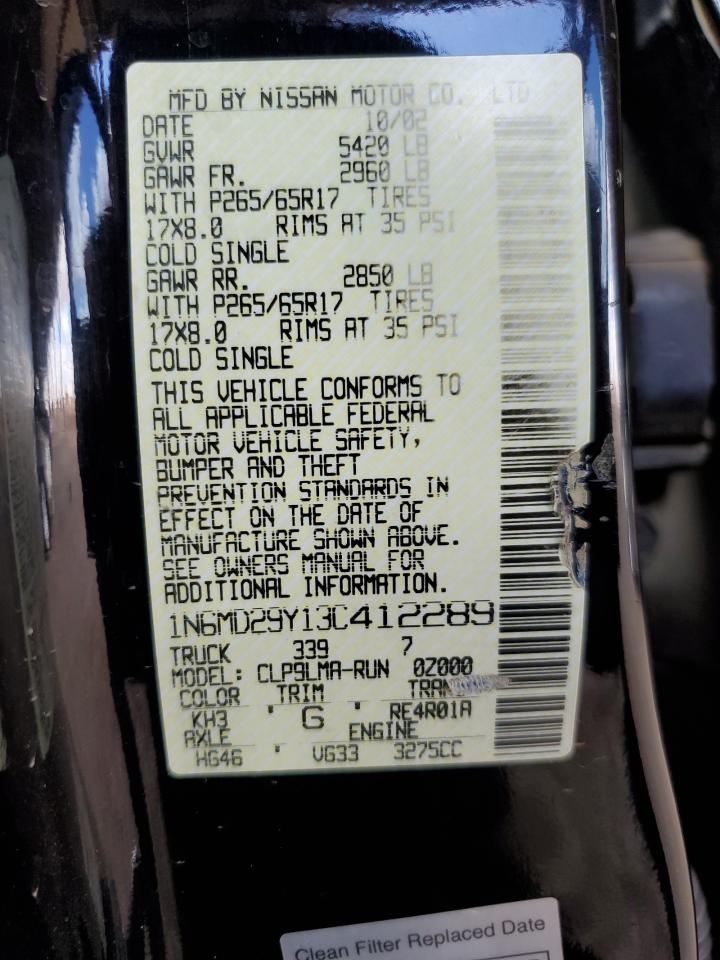 MFD BY NISSAN MOTOR CO. LTD
DATE 10/02
GVWR 5420 LB
GAWR FR. 2960 LB
WITH P265/65R17 TIRES
17X8.0 RIMS AT 35 PSI
COLD SINGLE
GAWR RR. 2850 LB
WITH P265/65R17 TIRES
17X8.0 RIMS AT 35 PSI
COLD SINGLE
THIS VEHICLE CONFORMS TO
ALL APPLICABLE FEDERAL
MOTOR VEHICLE SAFETY,
BUMPER AND THEFT
PREVENTION STANDARDS IN
EFFECT ON THE DATE OF
MANUFACTURE SHOWN ABOVE.
SEE OWNERS MANUAL FOR
ADDITIONAL INFORMATION.
1N6MD29Y13C412289
TRUCK 339 7
MODEL: CLP9LMA-RUN 0Z000
COLOR TRIM TRAN
KH3 ' G ' RE4R01A
AXLE ENGINE
HG46 ' VG33 3275CC
Clean Filter Replaced Date